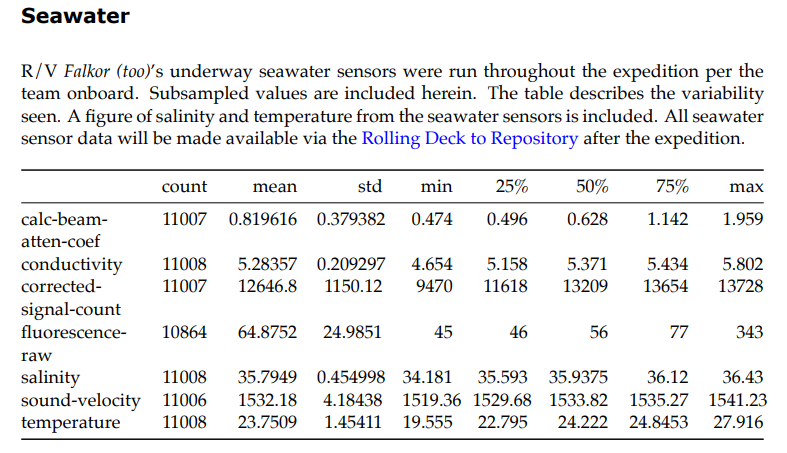 Seawater
R/V Falkor (too)'s underway seawater sensors were run throughout the expedition per the
team onboard. Subsampled values are included herein. The table describes the variability
seen. A figure of salinity and temperature from the seawater sensors is included. All seawater
sensor data will be made available via the Rolling Deck to Repository after the expedition.
count mean std min 25% 50% 75% max
calc-beam- 11007 0.819616 0.379382 0.474 0.496 0.628 1.142 1.959
atten-coef
conductivity 11008 5.28357 0.209297 4.654 5.158 5.371 5.434 5.802
corrected- 11007 12646.8 1150.12 9470 11618 13209 13654 13728
signal-count
fluorescence- 10864 64.8752 24.9851 45 46 56 77 343
raw
salinity 11008 35.7949 0.454998 34.181 35.593 35.9375 36.12 36.43
sound-velocity 11006 1532.18 4.18438 1519.36 1529.68 1533.82 1535.27 1541.23
temperature 11008 23.7509 1.45411 19.555 22.795 24.222 24.8453 27.916